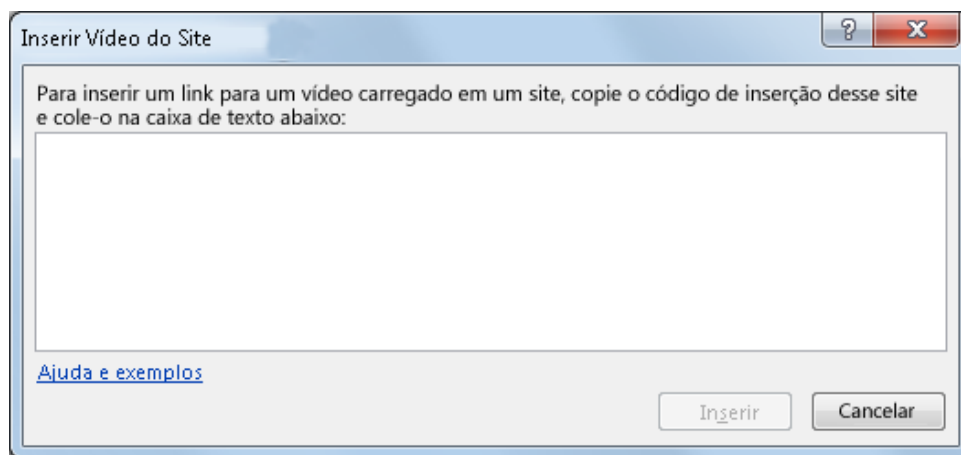 Inserir Vídeo do Site
Para inserir um link para um vídeo carregado em um site, copie o código de inserção desse site
e cole-o na caixa de texto abaixo:
Ajuda e exemplos
Inserir
Cancelar